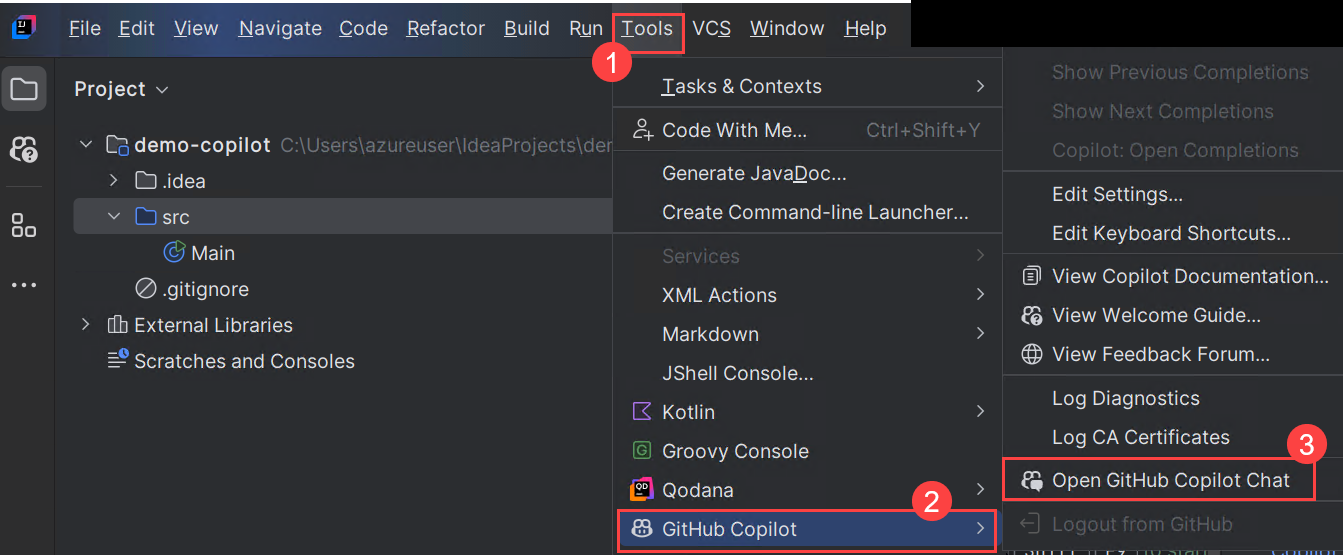 File Edit View Navigate Code Refactor Build Run Tools VCS Window Help
1
Project
demo-copilot C:\Users\azureuser\IdeaProjects\
.idea
src
Main
.gitignore
External Libraries
Scratches and Consoles
Tasks & Contexts
Code With Me... Ctrl+Shift+Y
Generate JavaDoc...
Create Command-line Launcher...
Services
XML Actions
Markdown
JShell Console...
Kotlin
Groovy Console
Qodana
2
GitHub Copilot
Show Previous Completions
Show Next Completions
Copilot: Open Completions
Edit Settings...
Edit Keyboard Shortcuts...
View Copilot Documentation...
View Welcome Guide...
View Feedback Forum...
Log Diagnostics
Log CA Certificates
3
Open GitHub Copilot Chat
Logout from GitHub